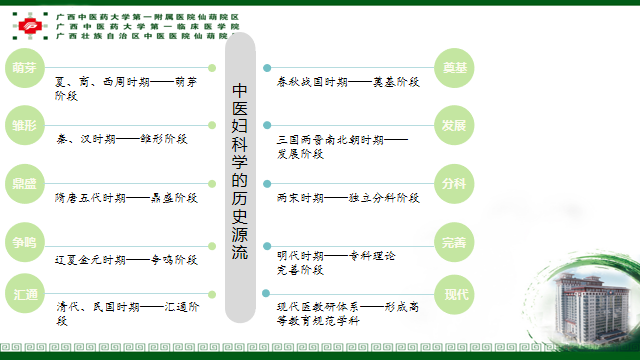 广西中医药大学第一附属医院仙葫院区
广西中医药大学第一临床医学院
广西壮族自治区中医医院仙葫院区
中医妇科学的历史源流
萌芽
夏、商、西周时期——萌芽
阶段
奠基
春秋战国时期——奠基阶段
雏形
秦、汉时期——雏形阶段
发展
三国两晋南北朝时期——
发展阶段
鼎盛
隋唐五代时期——鼎盛阶段
分科
两宋时期——独立分科阶段
争鸣
辽夏金元时期——争鸣阶段
完善
明代时期——专科理论
完善阶段
汇通
清代、民国时期——汇通阶
段
现代
现代医教研体系——形成高
等教育规范学科